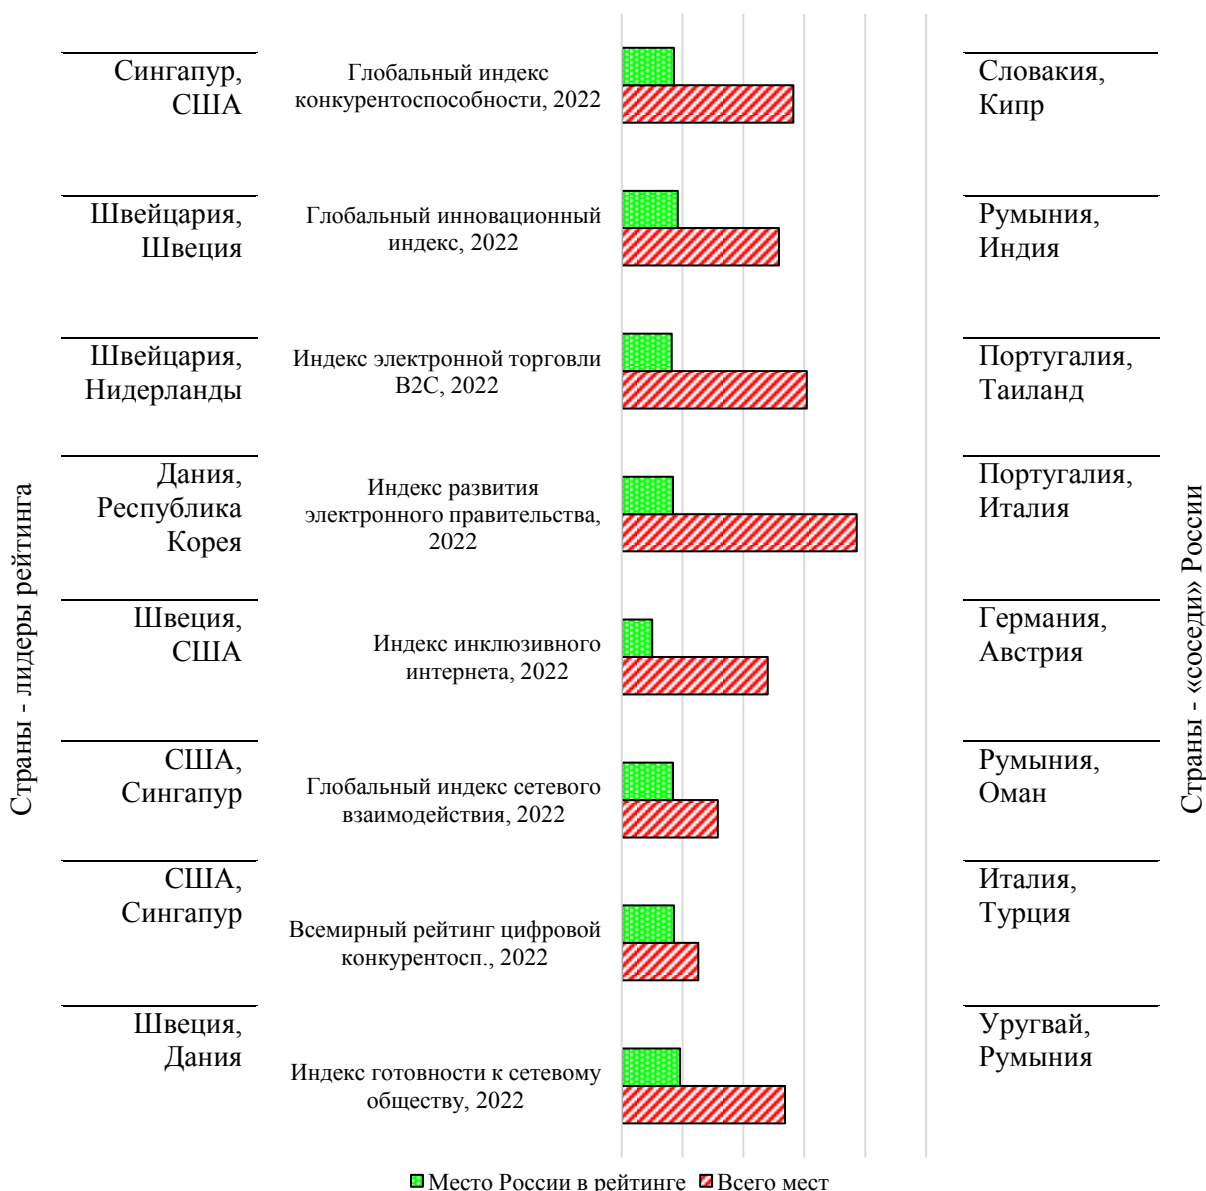 Сингапур,
США
Глобальный индекс
конкурентоспособности, 2022
Словакия,
Кипр
Швейцария,
Швеция
Глобальный инновационный
индекс, 2022
Румыния,
Индия
Швейцария,
Нидерланды
Индекс электронной торговли
B2C, 2022
Португалия,
Таиланд
Дания,
Республика
Корея
Индекс развития
электронного правительства,
2022
Португалия,
Италия
Швеция,
США
Индекс инклюзивного
интернета, 2022
Германия,
Австрия
США,
Сингапур
Глобальный индекс сетевого
взаимодействия, 2022
Румыния,
Оман
США,
Сингапур
Всемирный рейтинг цифровой
конкурентосп., 2022
Италия,
Турция
Швеция,
Дания
Индекс готовности к сетевому
обществу, 2022
Уругвай,
Румыния
Страны - лидеры рейтинга
Страны - «соседи» России
Место России в рейтинге
Всего мест